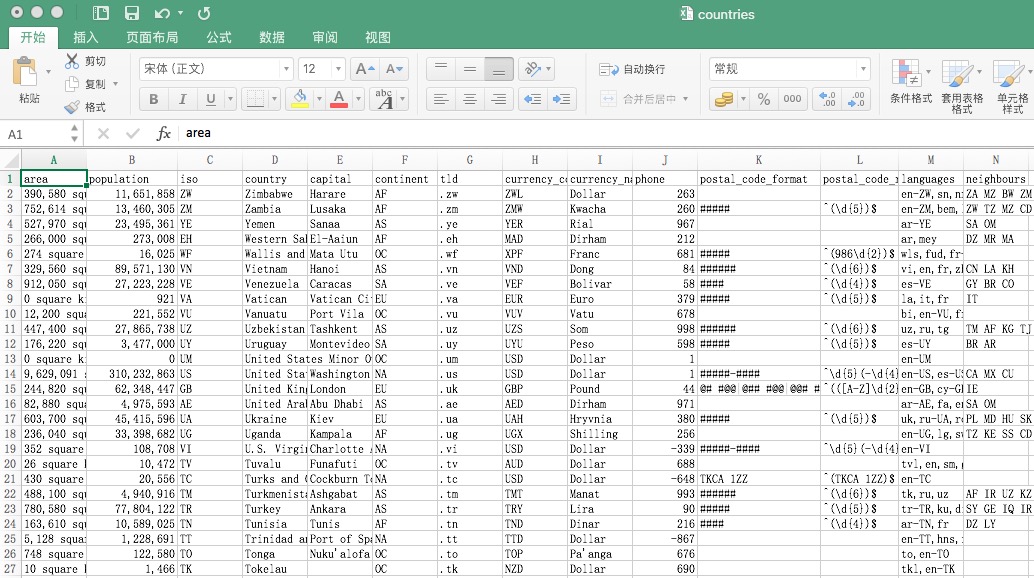 countries
开始 插入 页面布局 公式 数据 审阅 视图
粘贴 剪切 复制 格式 宋体 (正文) 12 A A B I U A abc A 自动换行 合并后居中 常规 % 000 .00 .00 条件格式 套用表格格式 单元格样式
A1 fx area
A B C D E F G H I J K L M N
1 area population iso country capital continent tld currency_co currency_na phone postal_code_format postal_code_r languages neighbours
2 390,580 squ 11,651,858 ZW Zimbabwe Harare AF .zw ZWL Dollar 263 en-ZW,sn,n ZA MZ BW ZM
3 752,614 squ 13,460,305 ZM Zambia Lusaka AF .zm ZMW Kwacha 260 ##### ^(\d{5})$ en-ZM,bem, ZW TZ MZ CD
4 527,970 squ 23,495,361 YE Yemen Sanaa AS .ye YER Rial 967 ar-YE SA OM
5 266,000 squ 273,008 EH Western Sa El-Aaiun AF .eh MAD Dirham 212 ar,mey DZ MR MA
6 274 square 16,025 WF Wallis and Mata Utu OC .wf XPF Franc 681 ##### ^(986\d{2})$ wls,fud,fr-
7 329,560 squ 89,571,130 VN Vietnam Hanoi AS .vn VND Dong 84 ###### ^(\d{6})$ vi,en,fr,z CN LA KH
8 912,050 squ 27,223,228 VE Venezuela Caracas SA .ve VEF Bolivar 58 #### ^(\d{4})$ es-VE GY BR CO
9 0 square k 921 VA Vatican Vatican Ci EU .va EUR Euro 379 ##### ^(\d{5})$ la,it,fr IT
10 12,200 squa 221,552 VU Vanuatu Port Vila OC .vu VUV Vatu 678 bi,en-VU,f
11 447,400 squ 27,865,738 UZ Uzbekistan Tashkent AS .uz UZS Som 998 ###### ^(\d{6})$ uz,ru,tg TM AF KG TJ
12 176,220 squ 3,477,000 UY Uruguay Montevideo SA .uy UYU Peso 598 ##### ^(\d{5})$ es-UY BR AR
13 0 square k 0 UM United States Minor O OC .um USD Dollar 1 en-UM
14 9,629,091 310,232,863 US United Sta Washington NA .us USD Dollar 1 #####-#### ^\d{5}(-\d{4} en-US,es-U CA MX CU
15 244,820 squ 62,348,447 GB United Kin London EU .uk GBP Pound 44 @# #@@|## #@@|@@# # ^(([A-Z]\d{2 en-GB,cy-G IE
16 82,880 squa 4,975,593 AE United Ara Abu Dhabi AS .ae AED Dirham 971 ar-AE,fa,e SA OM
17 603,700 squ 45,415,596 UA Ukraine Kiev EU .ua UAH Hryvnia 380 ##### ^(\d{5})$ uk,ru-UA,r PL MD HU SK
18 236,040 squ 33,398,682 UG Uganda Kampala AF .ug UGX Shilling 256 en-UG,lg,s TZ KE SS CD
19 352 square 108,708 VI U.S. Virgi Charlotte NA .vi USD Dollar -339 #####-#### ^\d{5}(-\d{4} en-VI
20 26 square 10,472 TV Tuvalu Funafuti OC .tv AUD Dollar 688 tvl,en,sm,
21 430 square 20,556 TC Turks and Cockburn T NA .tc USD Dollar -648 TKCA 1ZZ ^(TKCA 1ZZ)$ en-TC
22 488,100 squ 4,940,916 TM Turkmenist Ashgabat AS .tm TMT Manat 993 ###### ^(\d{6})$ tk,ru,uz AF IR UZ KZ
23 780,580 squ 77,804,122 TR Turkey Ankara AS .tr TRY Lira 90 ##### ^(\d{5})$ tr-TR,ku,d SY GE IQ IR
24 163,610 squ 10,589,025 TN Tunisia Tunis AF .tn TND Dinar 216 #### ^(\d{4})$ ar-TN,fr DZ LY
25 5,128 squa 1,228,691 TT Trinidad a Port of Sp NA .tt TTD Dollar -867 en-TT,hns,
26 748 square 122,580 TO Tonga Nuku'alofa OC .to TOP Pa'anga 676 to,en-TO
27 10 square 1,466 TK Tokelau OC .tk NZD Dollar 690 tkl,en-TK